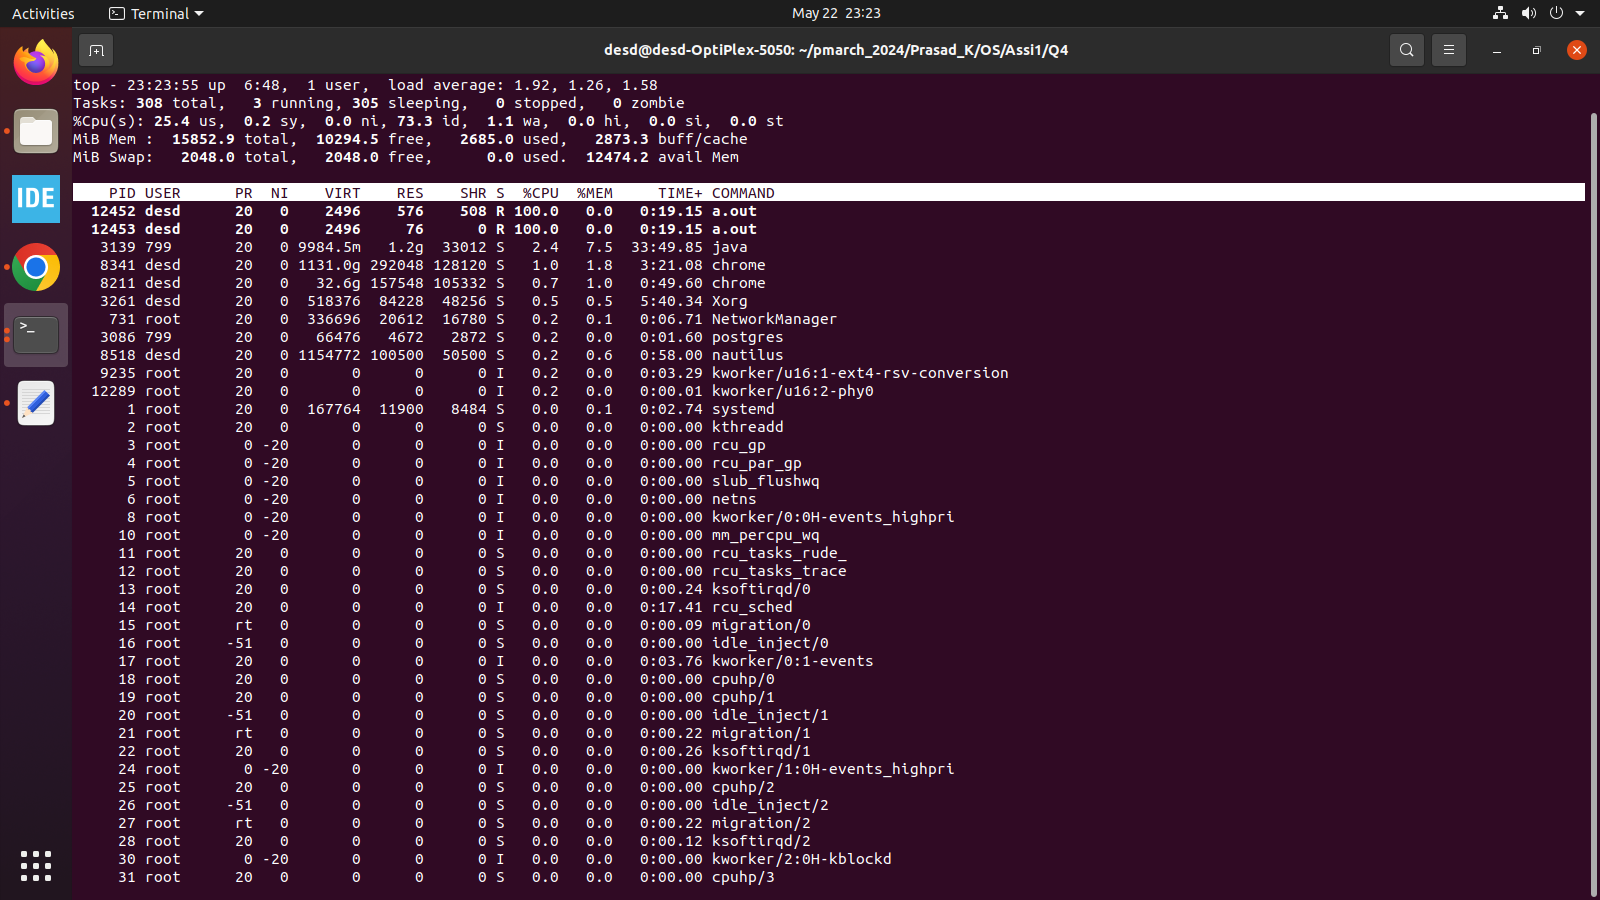 Activities Terminal May 22 23:23
desd@desd-OptiPlex-5050: ~/pmarch_2024/Prasad_K/OS/Assi1/Q4
IDE
>_
top - 23:23:55 up  6:48,  1 user,  load average: 1.92, 1.26, 1.58
Tasks: 308 total,   3 running, 305 sleeping,   0 stopped,   0 zombie
%Cpu(s): 25.4 us,  0.2 sy,  0.0 ni, 73.3 id,  1.1 wa,  0.0 hi,  0.0 si,  0.0 st
MiB Mem :  15852.9 total,  10294.5 free,   2685.0 used,   2873.3 buff/cache
MiB Swap:   2048.0 total,   2048.0 free,      0.0 used.  12474.2 avail Mem
PID USER PR NI VIRT RES SHR S %CPU %MEM TIME+ COMMAND
12452 desd 20 0 2496 576 508 R 100.0 0.0 0:19.15 a.out
12453 desd 20 0 2496 76 0 R 100.0 0.0 0:19.15 a.out
3139 799 20 0 9984.5m 1.2g 33012 S 2.4 7.5 33:49.85 java
8341 desd 20 0 1131.0g 292048 128120 S 1.0 1.8 3:21.08 chrome
8211 desd 20 0 32.6g 157548 105332 S 0.7 1.0 0:49.60 chrome
3261 desd 20 0 518376 84228 48256 S 0.5 0.5 5:40.34 Xorg
731 root 20 0 336696 20612 16780 S 0.2 0.1 0:06.71 NetworkManager
3086 799 20 0 66476 4672 2872 S 0.2 0.0 0:01.60 postgres
8518 desd 20 0 1154772 100500 50500 S 0.2 0.6 0:58.00 nautilus
9235 root 20 0 0 0 0 I 0.2 0.0 0:03.29 kworker/u16:1-ext4-rsv-conversion
12289 root 20 0 0 0 0 I 0.2 0.0 0:00.01 kworker/u16:2-phy0
1 root 20 0 167764 11900 8484 S 0.0 0.1 0:02.74 systemd
2 root 20 0 0 0 0 S 0.0 0.0 0:00.00 kthreadd
3 root 0 -20 0 0 0 I 0.0 0.0 0:00.00 rcu_gp
4 root 0 -20 0 0 0 I 0.0 0.0 0:00.00 rcu_par_gp
5 root 0 -20 0 0 0 I 0.0 0.0 0:00.00 slub_flushwq
6 root 0 -20 0 0 0 I 0.0 0.0 0:00.00 netns
8 root 0 -20 0 0 0 I 0.0 0.0 0:00.00 kworker/0:0H-events_highpri
10 root 0 -20 0 0 0 I 0.0 0.0 0:00.00 mm_percpu_wq
11 root 20 0 0 0 0 S 0.0 0.0 0:00.00 rcu_tasks_rude_
12 root 20 0 0 0 0 S 0.0 0.0 0:00.00 rcu_tasks_trace
13 root 20 0 0 0 0 S 0.0 0.0 0:00.24 ksoftirqd/0
14 root 20 0 0 0 0 I 0.0 0.0 0:17.41 rcu_sched
15 root rt 0 0 0 0 S 0.0 0.0 0:00.09 migration/0
16 root -51 0 0 0 0 S 0.0 0.0 0:00.00 idle_inject/0
17 root 20 0 0 0 0 I 0.0 0.0 0:03.76 kworker/0:1-events
18 root 20 0 0 0 0 S 0.0 0.0 0:00.00 cpuhp/0
19 root 20 0 0 0 0 S 0.0 0.0 0:00.00 cpuhp/1
20 root -51 0 0 0 0 S 0.0 0.0 0:00.00 idle_inject/1
21 root rt 0 0 0 0 S 0.0 0.0 0:00.22 migration/1
22 root 20 0 0 0 0 S 0.0 0.0 0:00.26 ksoftirqd/1
24 root 0 -20 0 0 0 I 0.0 0.0 0:00.00 kworker/1:0H-events_highpri
25 root 20 0 0 0 0 S 0.0 0.0 0:00.00 cpuhp/2
26 root -51 0 0 0 0 S 0.0 0.0 0:00.00 idle_inject/2
27 root rt 0 0 0 0 S 0.0 0.0 0:00.22 migration/2
28 root 20 0 0 0 0 S 0.0 0.0 0:00.12 ksoftirqd/2
30 root 0 -20 0 0 0 I 0.0 0.0 0:00.00 kworker/2:0H-kblockd
31 root 20 0 0 0 0 S 0.0 0.0 0:00.00 cpuhp/3